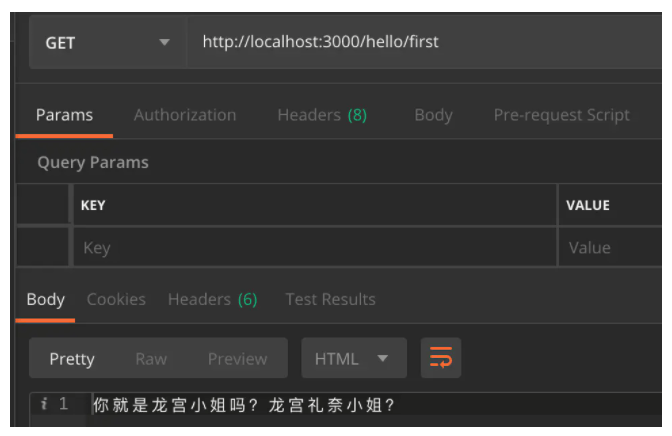 GET http://localhost:3000/hello/first
Params Authorization Headers (8) Body Pre-request Script
Query Params
KEY VALUE
Key Value
Body Cookies Headers (6) Test Results
Pretty Raw Preview HTML
i 1 你就是龙宫小姐吗？龙宫礼奈小姐？